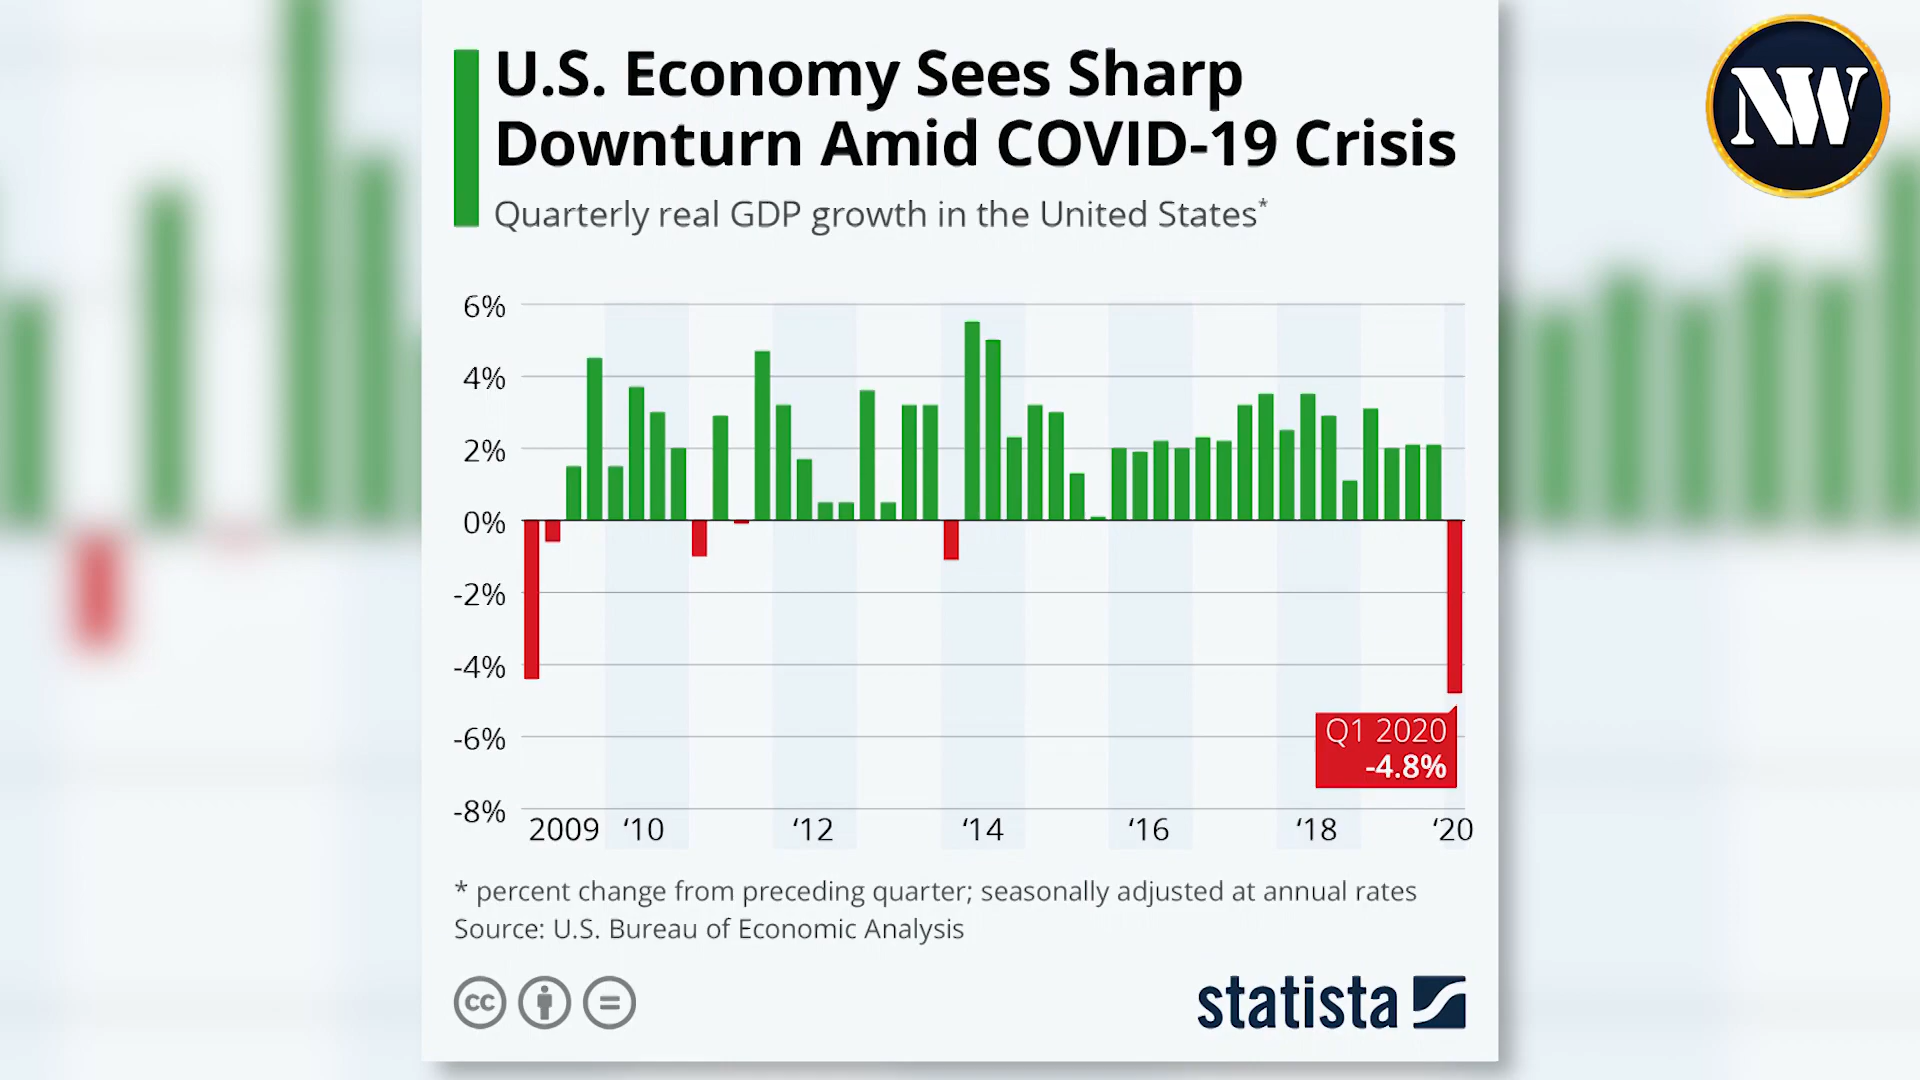 NW
U.S. Economy Sees Sharp
Downturn Amid COVID-19 Crisis
Quarterly real GDP growth in the United States*
6%
4%
2%
0%
-2%
-4%
-6%
-8%
Q1 2020
-4.8%
2009 ‘10 ‘12 ‘14 ‘16 ‘18 ‘20
* percent change from preceding quarter; seasonally adjusted at annual rates
Source: U.S. Bureau of Economic Analysis
cc
statista